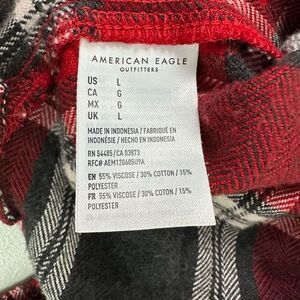 AMERICAN EAGLE
OUTFITTERS
US L
CA G
MX G
UK L
MADE IN INDONESIA / FABRIQUÉ EN
INDONÉSIE / HECHO EN INDONESIA
RN 54485/CA 03873
RFC# AEM120605U9A
EN 55% VISCOSE / 30% COTTON / 15%
POLYESTER
FR 55% VISCOSE / 30% COTON / 15%
POLYESTER